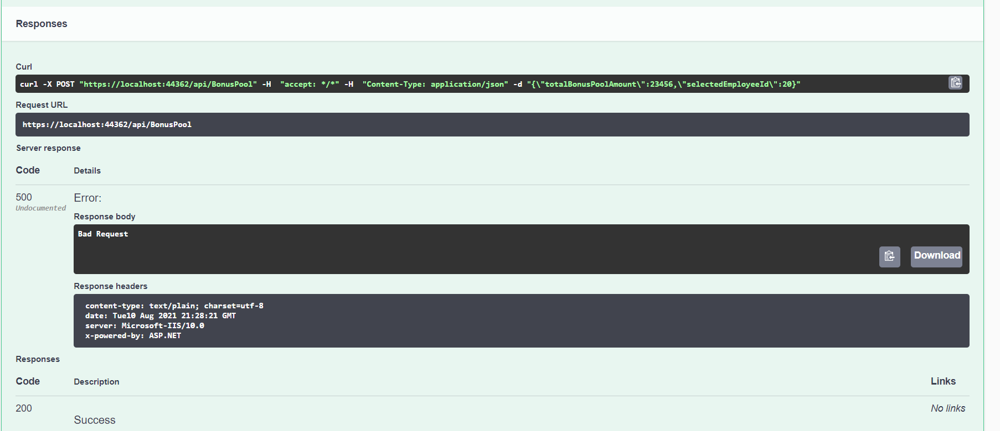 Responses
Curl
curl -X POST "https://localhost:44362/api/BonusPool" -H  "accept: */*" -H  "Content-Type: application/json" -d "{\"totalBonusPoolAmount\":23456,\"selectedEmployeeId\":20}"
Request URL
https://localhost:44362/api/BonusPool
Server response
Code Details
500 Error:
Undocumented
Response body
Bad Request
Download
Response headers
content-type: text/plain; charset=utf-8
date: Tue10 Aug 2021 21:28:21 GMT
server: Microsoft-IIS/10.0
x-powered-by: ASP.NET
Responses
Code Description Links
200 No links
Success